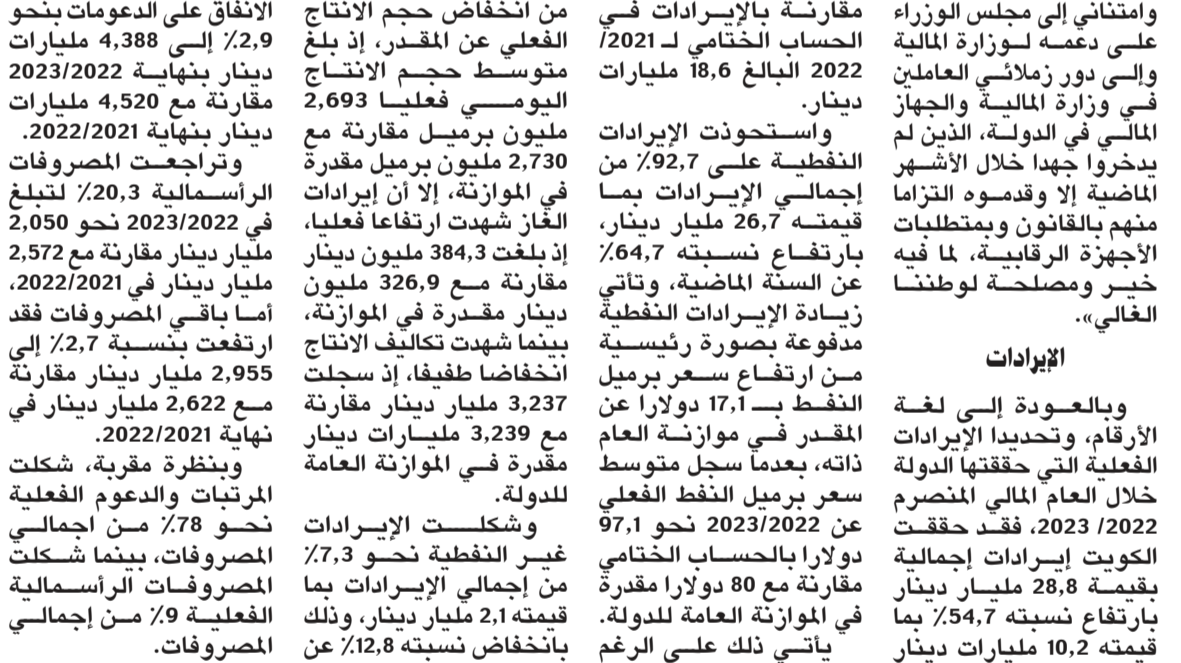 وامتناني إلى مجلس الوزراء
على دعمه لوزارة المالية
وإلى دور زملائي العاملين
في وزارة المالية والجهاز
المالي في الدولة، الذين لم
يدخروا جهدا خلال الأشهر
الماضية إلا وقدموه التزاما
منهم بالقانون وبمتطلبات
الأجهزة الرقابية، لما فيه
خير ومصلحة لوطننا
الغالي».
الإيرادات
وبالعودة إلى لغة
الأرقام، وتحديدا الإيرادات
الفعلية التي حققتها الدولة
خلال العام المالي المنصرم
2022/ 2023، فقد حققت
الكويت إيرادات إجمالية
بقيمة 28,8 مليار دينار
بارتفاع نسبته 54,7٪ بما
قيمته 10,2 مليارات دينار
مقارنة بالإيرادات في
الحساب الختامي لـ 2021/
2022 البالغ 18,6 مليارات
دينار.
واستحوذت الإيرادات
النفطية على 92,7٪ من
إجمالي الإيرادات بما
قيمته 26,7 مليار دينار،
بارتفاع نسبته 64,7٪
عن السنة الماضية، وتأتي
زيادة الإيرادات النفطية
مدفوعة بصورة رئيسية
من ارتفاع سعر برميل
النفط بـ 17,1 دولارا عن
المقدر في موازنة العام
ذاته، بعدما سجل متوسط
سعر برميل النفط الفعلي
عن 2023/2022 نحو 97,1
دولارا بالحساب الختامي
مقارنة مع 80 دولارا مقدرة
في الموازنة العامة للدولة.
يأتي ذلك على الرغم
من انخفاض حجم الانتاج
الفعلي عن المقدر، إذ بلغ
متوسط حجم الانتاج
اليومي فعليا 2,693
مليون برميل مقارنة مع
2,730 مليون برميل مقدرة
في الموازنة، إلا أن إيرادات
الغاز شهدت ارتفاعا فعليا،
إذ بلغت 384,3 مليون دينار
مقارنة مع 326,9 مليون
دينار مقدرة في الموازنة،
بينما شهدت تكاليف الانتاج
انخفاضا طفيفا، إذ سجلت
3,237 مليار دينار مقارنة
مع 3,239 مليارات دينار
مقدرة في الموازنة العامة
للدولة.
وشكلت الإيرادات
غير النفطية نحو 7,3٪
من إجمالي الإيرادات بما
قيمته 2,1 مليار دينار، وذلك
بانخفاض نسبته 12,8٪ عن
الانفاق على الدعومات بنحو
2,9٪ إلى 4,388 مليارات
دينار بنهاية 2023/2022
مقارنة مع 4,520 مليارات
دينار بنهاية 2022/2021.
وتراجعت المصروفات
الرأسمالية 20,3٪ لتبلغ
في 2023/2022 نحو 2,050
مليار دينار مقارنة مع 2,572
مليار دينار في 2022/2021،
أما باقي المصروفات فقد
ارتفعت بنسبة 2,7٪ إلى
2,955 مليار دينار مقارنة
مع 2,622 مليار دينار في
نهاية 2022/2021.
وبنظرة مقربة، شكلت
المرتبات والدعوم الفعلية
نحو 78٪ من اجمالي
المصروفات، بينما شكلت
المصروفات الرأسمالية
الفعلية 9٪ من إجمالي
المصروفات.